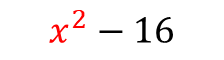 x² − 16